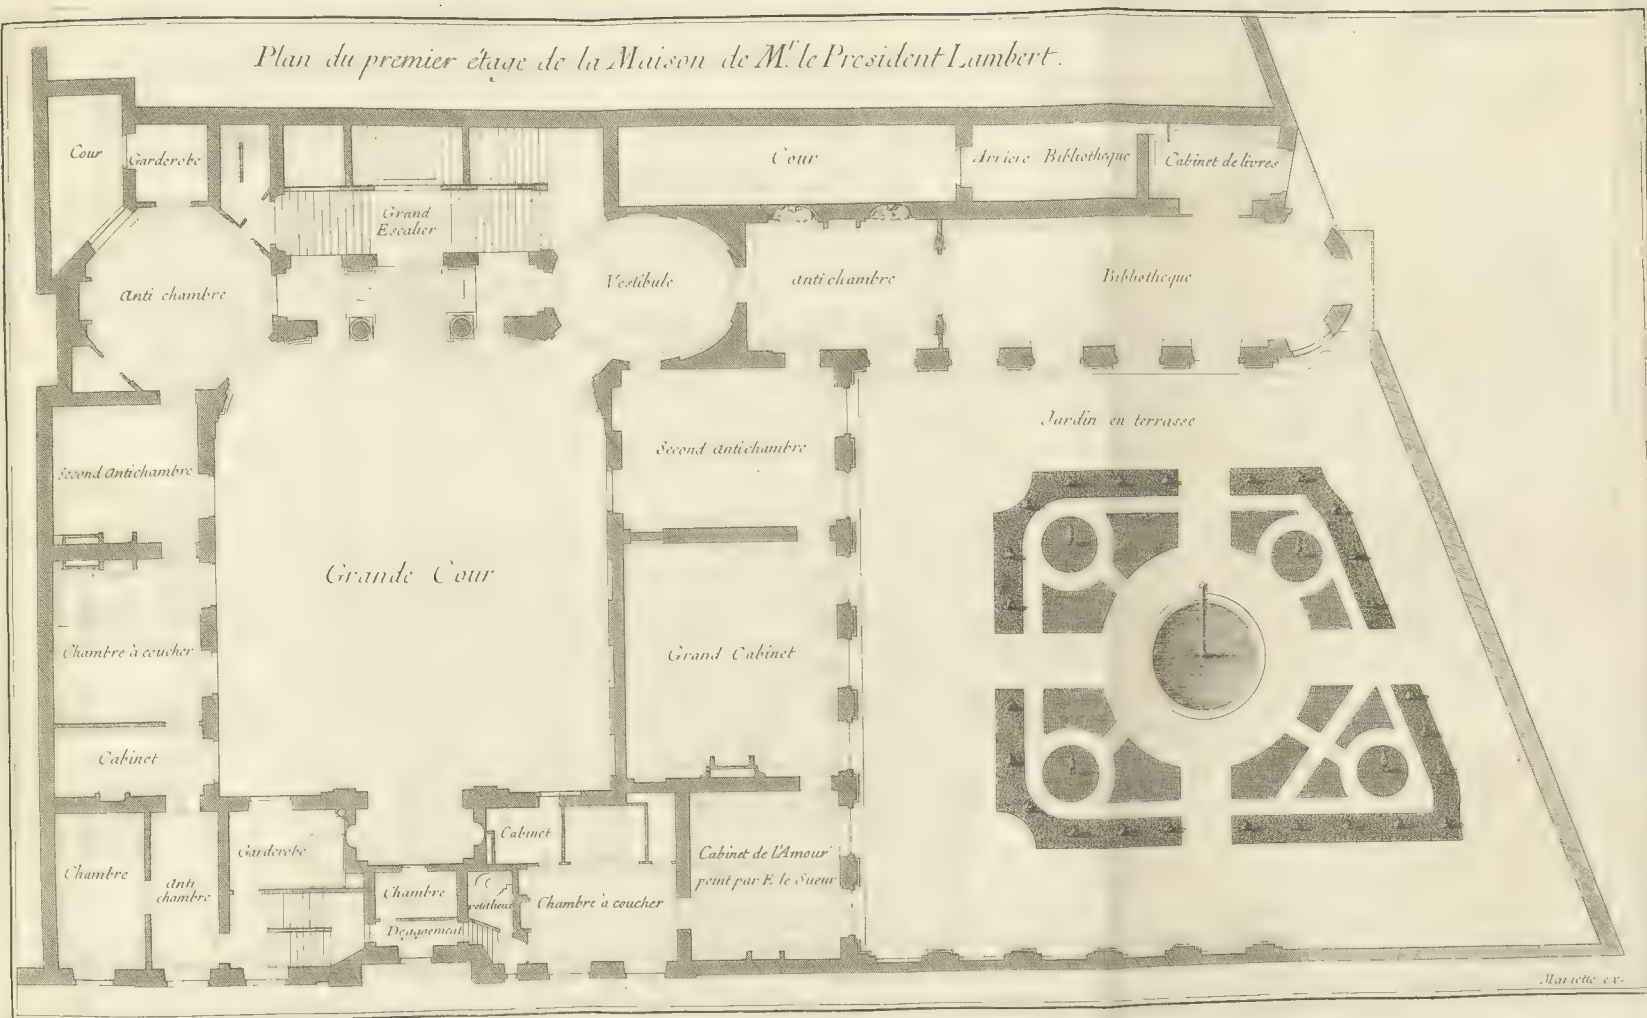 Plan du premier étage de la Maison de Mr. le President Lambert.
Cour
Garderobe
Cour
Arriere Bibliotheque
Cabinet de livres
Grand
Escalier
Anti chambre
Vestibule
anti chambre
Bibliotheque
Jardin en terrasse
Second Antichambre
Second Antichambre
Grande Cour
Chambre à coucher
Grand Cabinet
Cabinet
Chambre
Anti
chambre
Garderobe
Cabinet
Chambre
Degagement
Chambre à coucher
Cabinet de l'Amour
peint par E. le Sueur
Mariette ex.